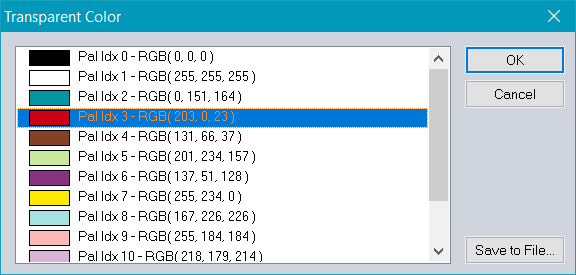 Transparent Color
Pal Idx 0 - RGB( 0, 0, 0 )
Pal Idx 1 - RGB( 255, 255, 255 )
Pal Idx 2 - RGB( 0, 151, 164 )
Pal Idx 3 - RGB( 203, 0, 23 )
Pal Idx 4 - RGB( 131, 66, 37 )
Pal Idx 5 - RGB( 201, 234, 157 )
Pal Idx 6 - RGB( 137, 51, 128 )
Pal Idx 7 - RGB( 255, 234, 0 )
Pal Idx 8 - RGB( 167, 226, 226 )
Pal Idx 9 - RGB( 255, 184, 184 )
Pal Idx 10 - RGB( 218, 179, 214 )
OK
Cancel
Save to File...